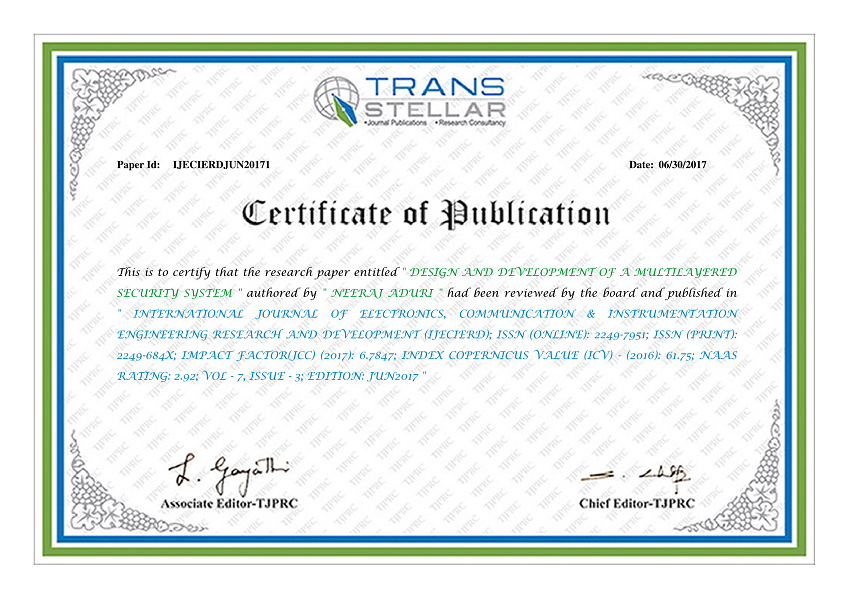 TRANS
STELLAR
•Journal Publications •Research Consultancy
Paper Id: IJECIERDJUN20171 Date: 06/30/2017
Certificate of Publication
This is to certify that the research paper entitled " DESIGN AND DEVELOPMENT OF A MULTILAYERED
SECURITY SYSTEM " authored by " NEERAJ ADURI " had been reviewed by the board and published in
" INTERNATIONAL JOURNAL OF ELECTRONICS, COMMUNICATION & INSTRUMENTATION
ENGINEERING RESEARCH AND DEVELOPMENT (IJECIERD); ISSN (ONLINE): 2249-7951; ISSN (PRINT):
2249-684X; IMPACT FACTOR(JCC) (2017): 6.7847; INDEX COPERNICUS VALUE (ICV) - (2016): 61.75; NAAS
RATING: 2.92; VOL - 7, ISSUE - 3; EDITION: JUN2017 "
L. Gayathri
Associate Editor-TJPRC Chief Editor-TJPRC